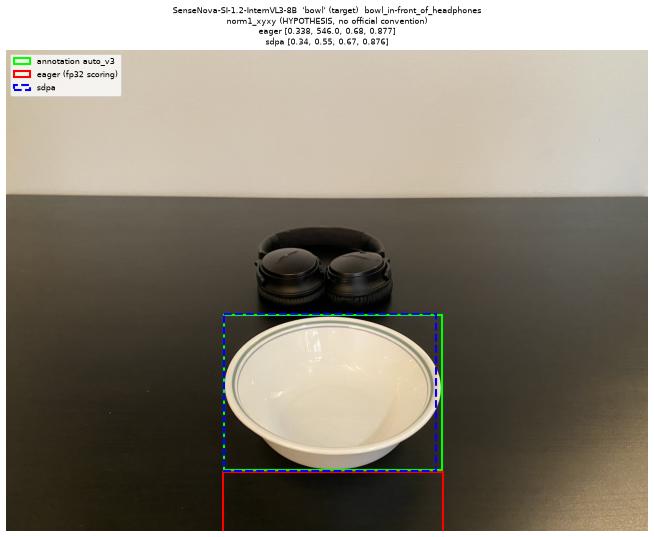 SenseNova-SI-1.2-InternVL3-8B 'bowl' (target) bowl_in-front_of_headphones
norm1_xyxy (HYPOTHESIS, no official convention)
eager [0.338, 546.0, 0.68, 0.877]
sdpa [0.34, 0.55, 0.67, 0.876]
annotation auto_v3
eager (fp32 scoring)
sdpa